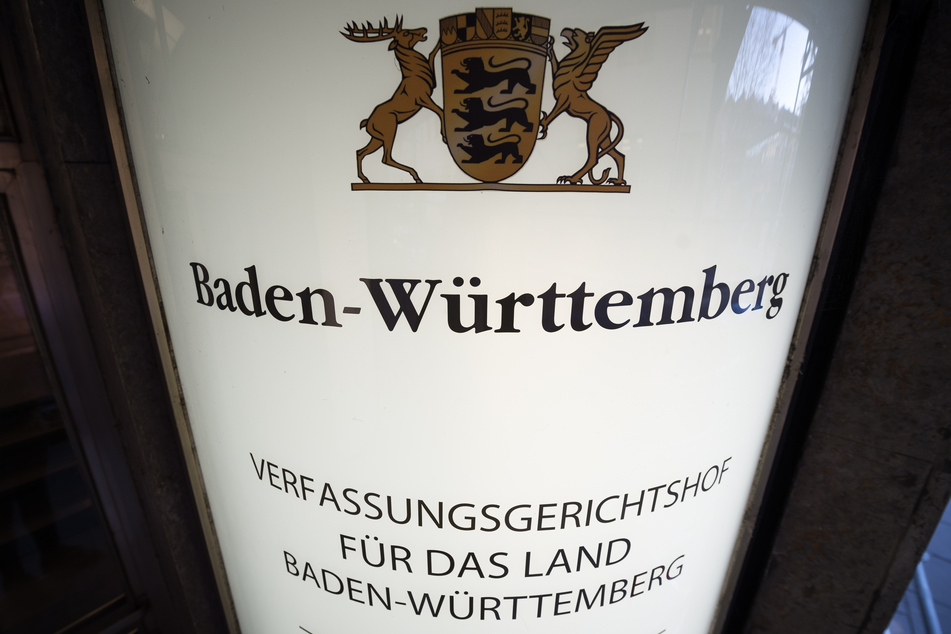 Baden-Württemberg
VERFASSUNGSGERICHTSHOF
FÜR DAS LAND
BADEN-WÜRTTEMBERG